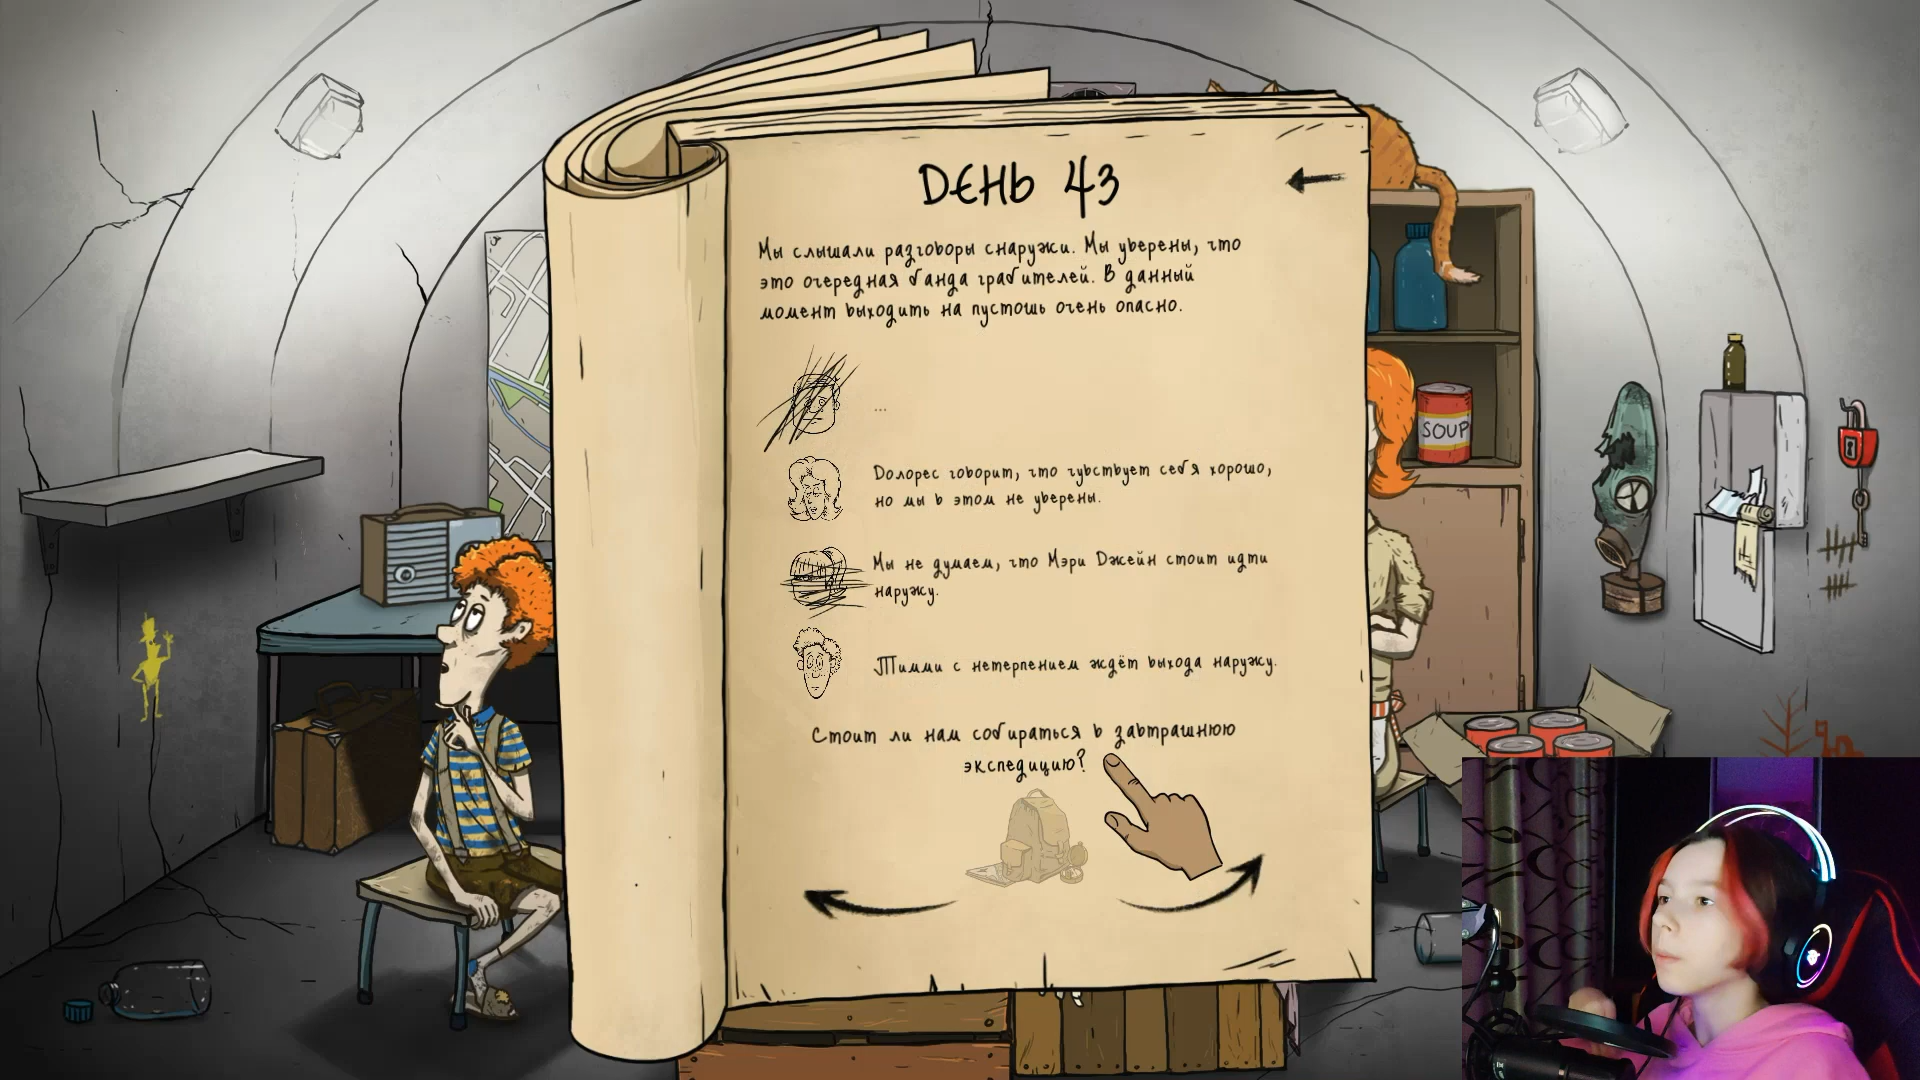 ДЕНЬ 43
Мы слышали разговоры снаружи. Мы уверены, что
это очередная банда грабителей. В данный
момент выходить на пустошь очень опасно.
...
Долорес говорит, что чувствует себя хорошо,
но мы в этом не уверены.
Мы не думаем, что Мэри Джейн стоит идти
наружу.
Тимми с нетерпением ждёт выхода наружу.
Стоит ли нам собираться в завтрашнюю
экспедицию?
SOUP